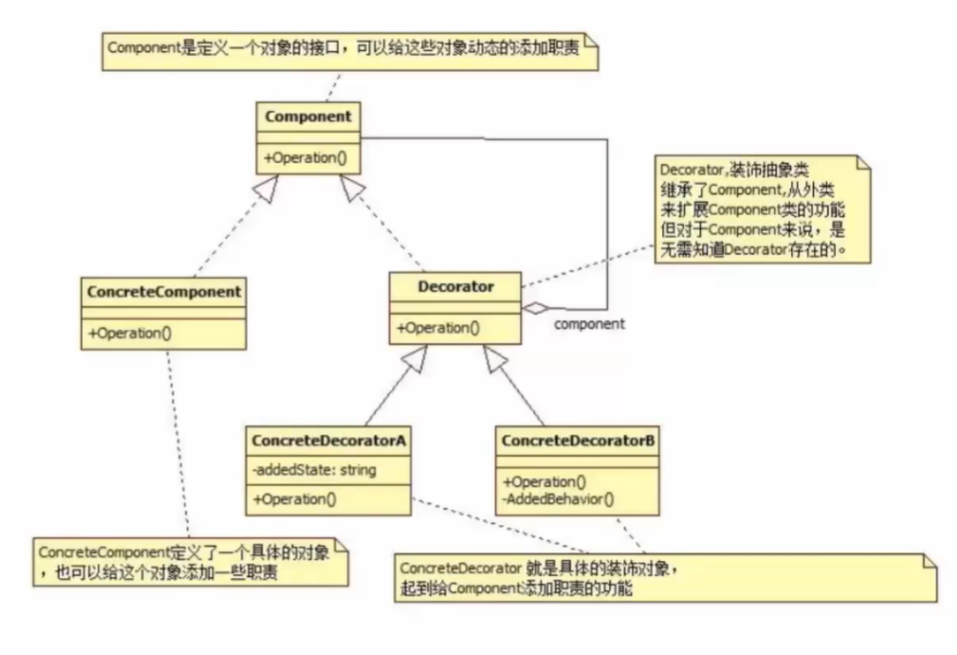 Component是定义一个对象的接口，可以给这些对象动态的添加职责
Component
+Operation()
Decorator,装饰抽象类
继承了Component,从外类
来扩展Component类的功能
但对于Component来说，是
无需知道Decorator存在的。
ConcreteComponent
+Operation()
Decorator
+Operation()
component
ConcreteDecoratorA
-addedState: string
+Operation()
ConcreteDecoratorB
+Operation()
-AddedBehavior()
ConcreteComponent定义了一个具体的对象
，也可以给这个对象添加一些职责
ConcreteDecorator 就是具体的装饰对象，
起到给Component添加职责的功能